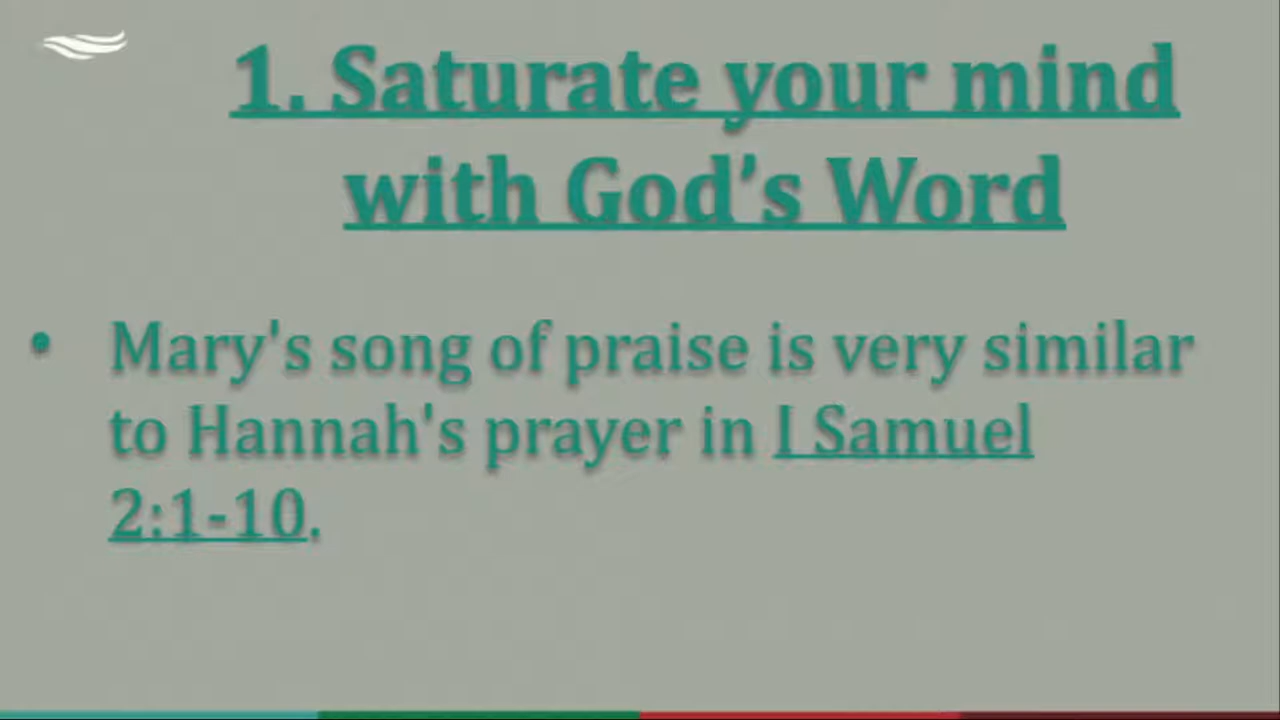 1. Saturate your mind
with God’s Word
• Mary's song of praise is very similar
to Hannah's prayer in I Samuel
2:1-10.